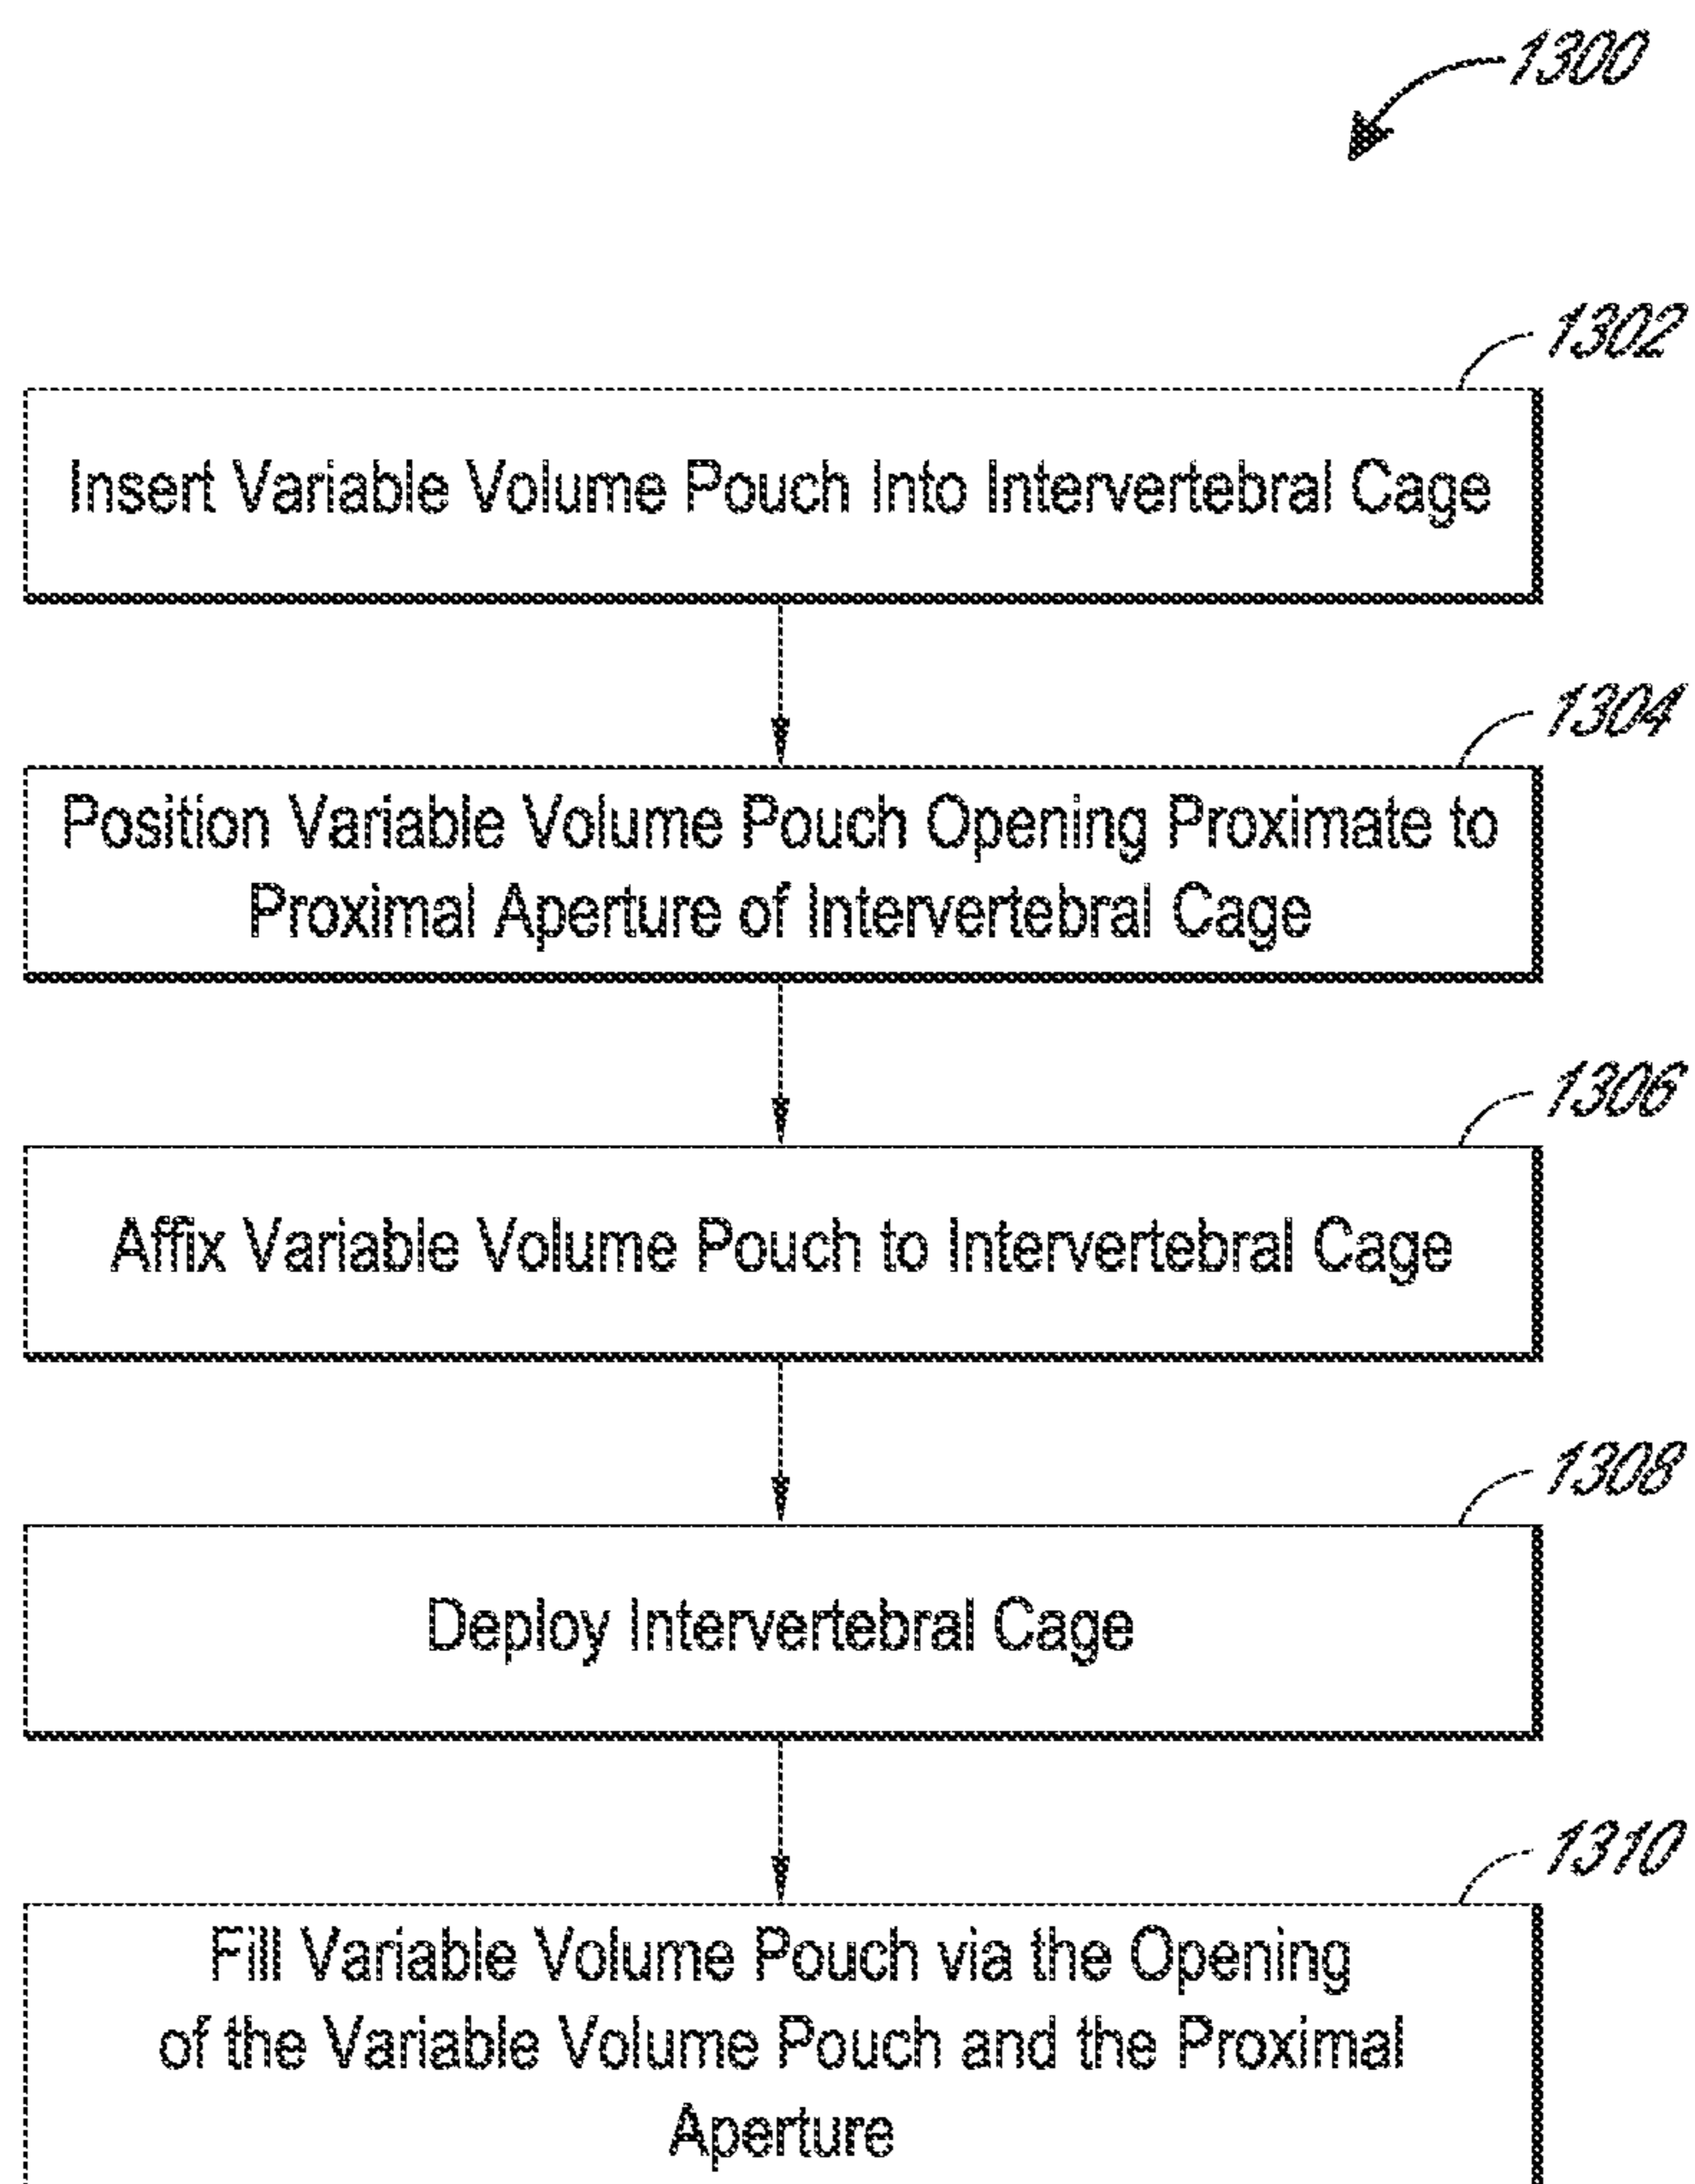 1300
1302
Insert Variable Volume Pouch Into Intervertebral Cage
1304
Position Variable Volume Pouch Opening Proximate to
Proximal Aperture of Intervertebral Cage
1306
Affix Variable Volume Pouch to Intervertebral Cage
1308
Deploy Intervertebral Cage
1310
Fill Variable Volume Pouch via the Opening
of the Variable Volume Pouch and the Proximal
Aperture